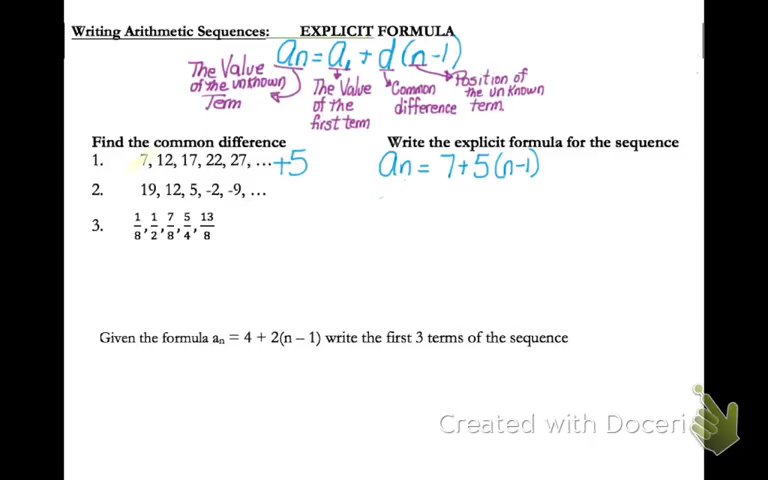 Writing Arithmetic Sequences: EXPLICIT FORMULA
an = a1 + d (n-1)
The Value of the unknown Term
The Value of the first term
Common difference
Position of the unknown term.
Find the common difference Write the explicit formula for the sequence
1. 7, 12, 17, 22, 27, … +5 an = 7+5(n-1)
2. 19, 12, 5, -2, -9, …
3. 1/8, 1/2, 7/8, 5/4, 13/8
Given the formula aₙ = 4 + 2(n – 1) write the first 3 terms of the sequence
Created with Doceri